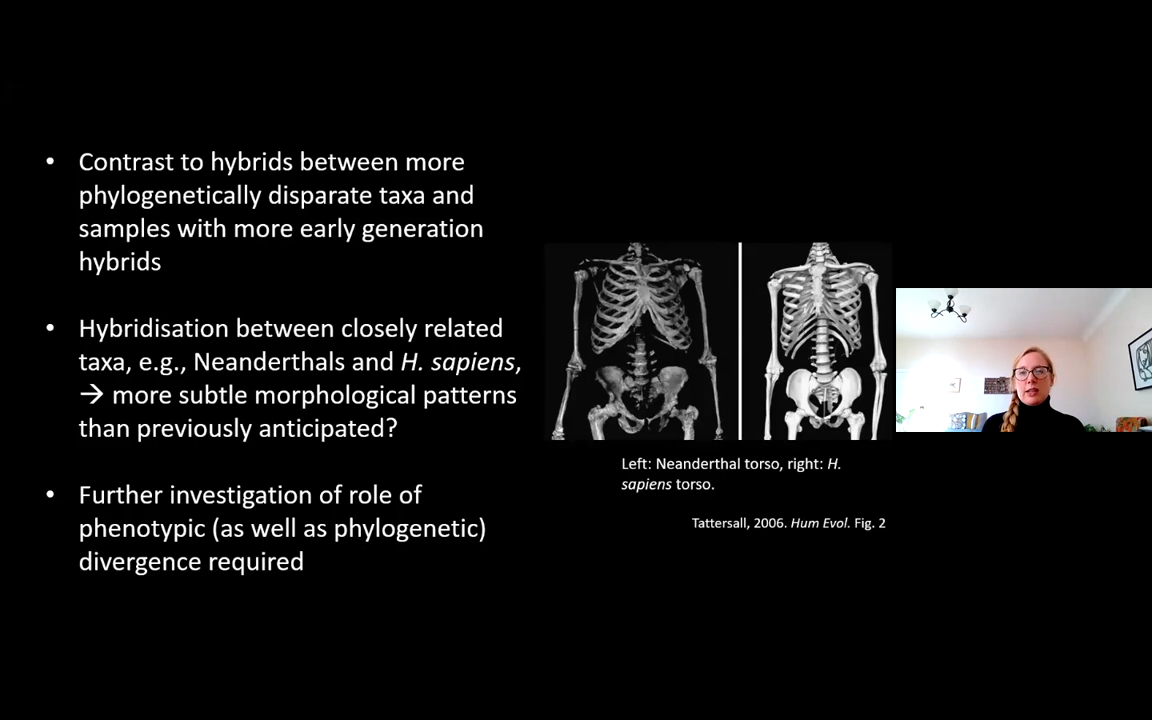 • Contrast to hybrids between more
phylogenetically disparate taxa and
samples with more early generation
hybrids
• Hybridisation between closely related
taxa, e.g., Neanderthals and H. sapiens,
→ more subtle morphological patterns
than previously anticipated?
• Further investigation of role of
phenotypic (as well as phylogenetic)
divergence required
Left: Neanderthal torso, right: H.
sapiens torso.
Tattersall, 2006. Hum Evol. Fig. 2